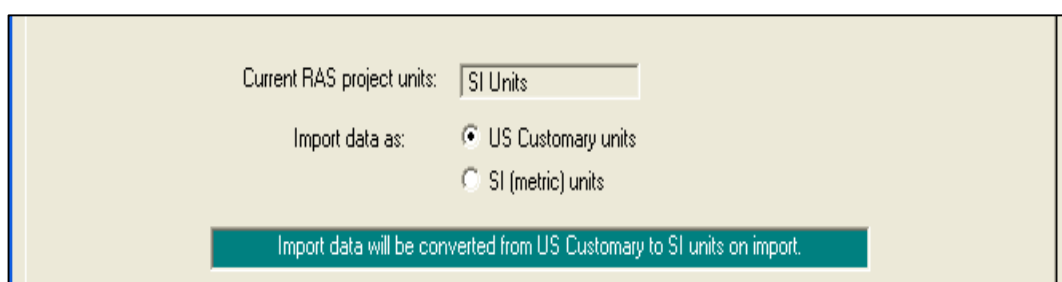 Current RAS project units: SI Units
Import data as: US Customary units
SI (metric) units
Import data will be converted from US Customary to SI units on import.